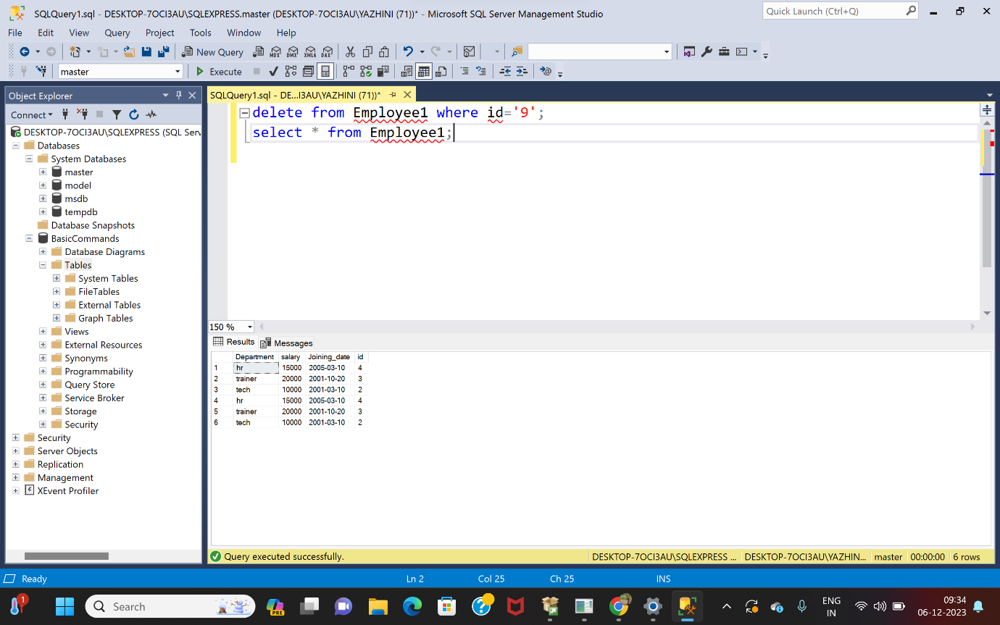 SQLQuery1.sql - DESKTOP-7OCI3AU\SQLEXPRESS.master (DESKTOP-7OCI3AU\YAZHINI (71))* - Microsoft SQL Server Management Studio
Quick Launch (Ctrl+Q)
File Edit View Query Project Tools Window Help
New Query MDX DMX XMLA DAX
master Execute
Object Explorer
SQLQuery1.sql - DE...I3AU\YAZHINI (71))*
Connect
DESKTOP-7OCI3AU\SQLEXPRESS (SQL Ser
Databases
System Databases
master
model
msdb
tempdb
Database Snapshots
BasicCommands
Database Diagrams
Tables
System Tables
FileTables
External Tables
Graph Tables
Views
External Resources
Synonyms
Programmability
Query Store
Service Broker
Storage
Security
Security
Server Objects
Replication
Management
XEvent Profiler
delete from Employee1 where id='9';
select * from Employee1;
150 %
Results Messages
Department salary Joining_date id
1 hr 15000 2005-03-10 4
2 trainer 20000 2001-10-20 3
3 tech 10000 2001-03-10 2
4 hr 15000 2005-03-10 4
5 trainer 20000 2001-10-20 3
6 tech 10000 2001-03-10 2
Query executed successfully. DESKTOP-7OCI3AU\SQLEXPRESS ... DESKTOP-7OCI3AU\YAZHIN... master 00:00:00 6 rows
Ready Ln 2 Col 25 Ch 25 INS
1 Search PRE ENG IN 09:34 06-12-2023